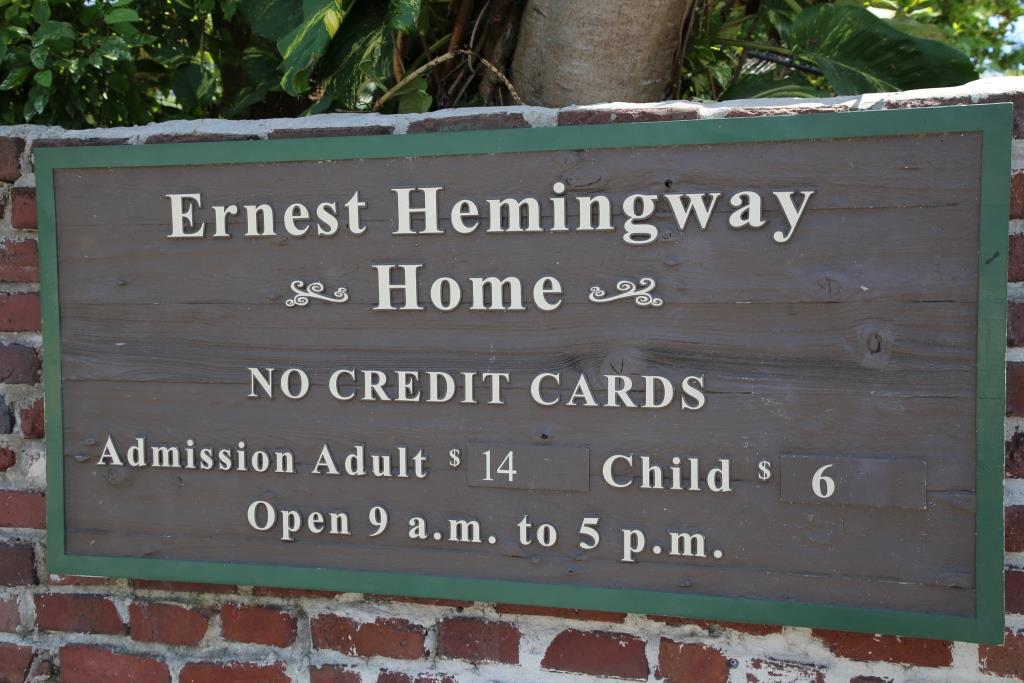 Ernest Hemingway
Home
NO CREDIT CARDS
Admission Adult $ 14 Child $ 6
Open 9 a.m. to 5 p.m.